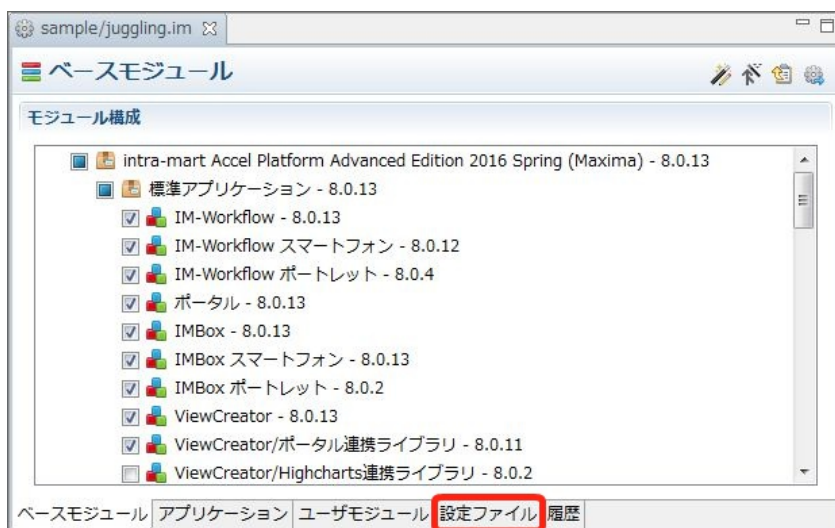 sample/juggling.im
ベースモジュール
モジュール構成
intra-mart Accel Platform Advanced Edition 2016 Spring (Maxima) - 8.0.13
標準アプリケーション - 8.0.13
IM-Workflow - 8.0.13
IM-Workflow スマートフォン - 8.0.12
IM-Workflow ポートレット - 8.0.4
ポータル - 8.0.13
IMBox - 8.0.13
IMBox スマートフォン - 8.0.13
IMBox ポートレット - 8.0.2
ViewCreator - 8.0.13
ViewCreator/ポータル連携ライブラリ - 8.0.11
ViewCreator/Highcharts連携ライブラリ - 8.0.2
ベースモジュール アプリケーション ユーザモジュール 設定ファイル 履歴